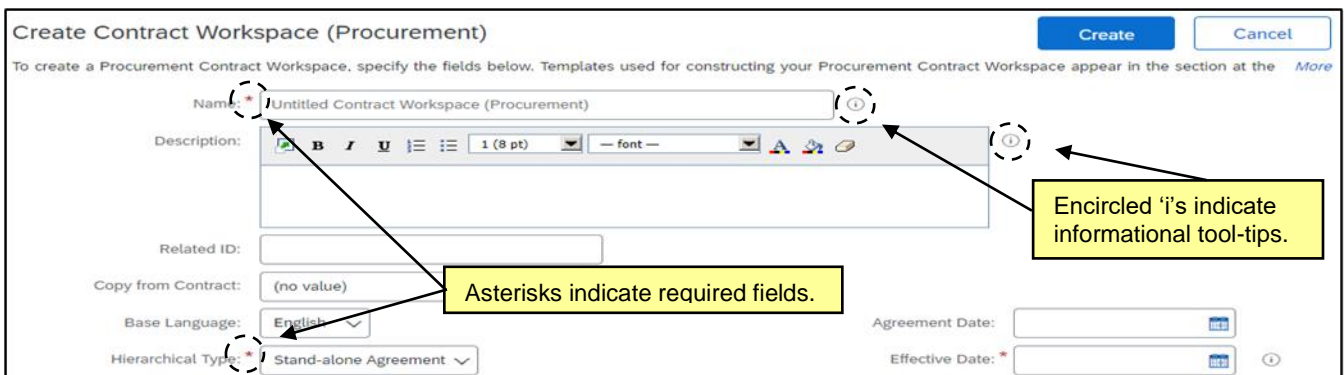 Create Contract Workspace (Procurement)
Create
Cancel
To create a Procurement Contract Workspace, specify the fields below. Templates used for constructing your Procurement Contract Workspace appear in the section at the More
Name: *
Untitled Contract Workspace (Procurement)
Description:
B I U 1 (8 pt) — font — A
Encircled ‘i’s indicate
informational tool-tips.
Related ID:
Copy from Contract: (no value)
Asterisks indicate required fields.
Base Language: English
Agreement Date:
Hierarchical Type: * Stand-alone Agreement
Effective Date: *